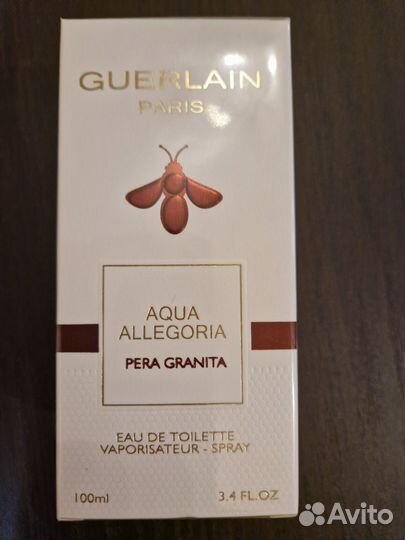 GUERLAIN
PARIS
AQUA
ALLEGORIA
PERA GRANITA
EAU DE TOILETTE
VAPORISATEUR - SPRAY
100ml 3.4 FL.OZ
Avito